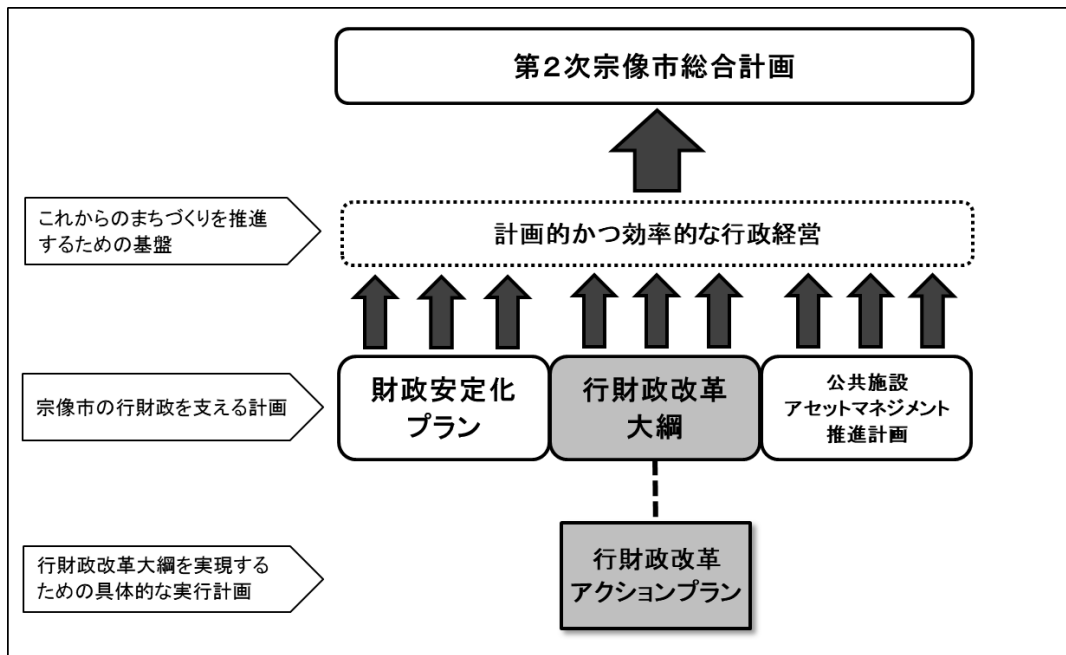 第２次宗像市総合計画
これからのまちづくりを推進
するための基盤
計画的かつ効率的な行政経営
宗像市の行財政を支える計画
財政安定化
プラン
行財政改革
大綱
公共施設
アセットマネジメント
推進計画
行財政改革大綱を実現する
ための具体的な実行計画
行財政改革
アクションプラン